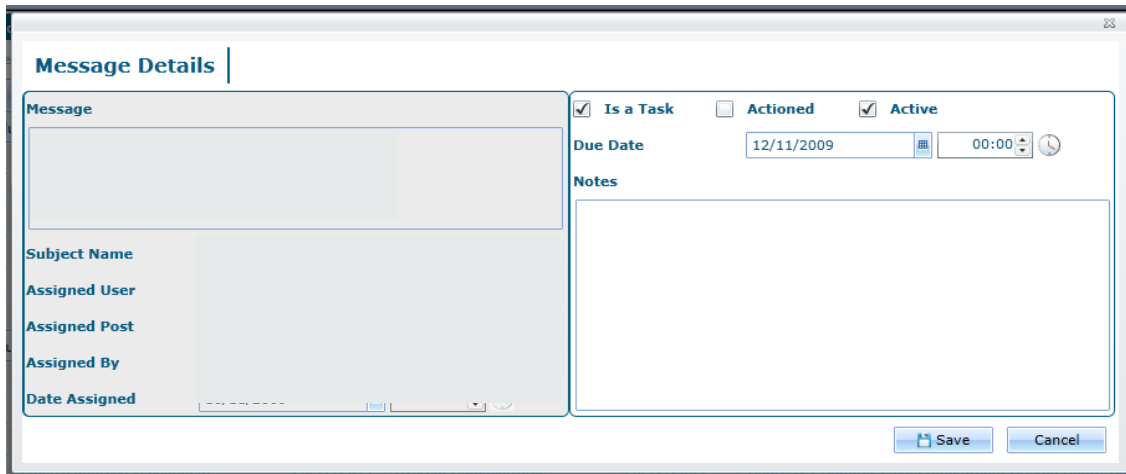 Message Details
Message
Is a Task Actioned Active
Due Date 12/11/2009 00:00
Notes
Subject Name
Assigned User
Assigned Post
Assigned By
Date Assigned
Save Cancel